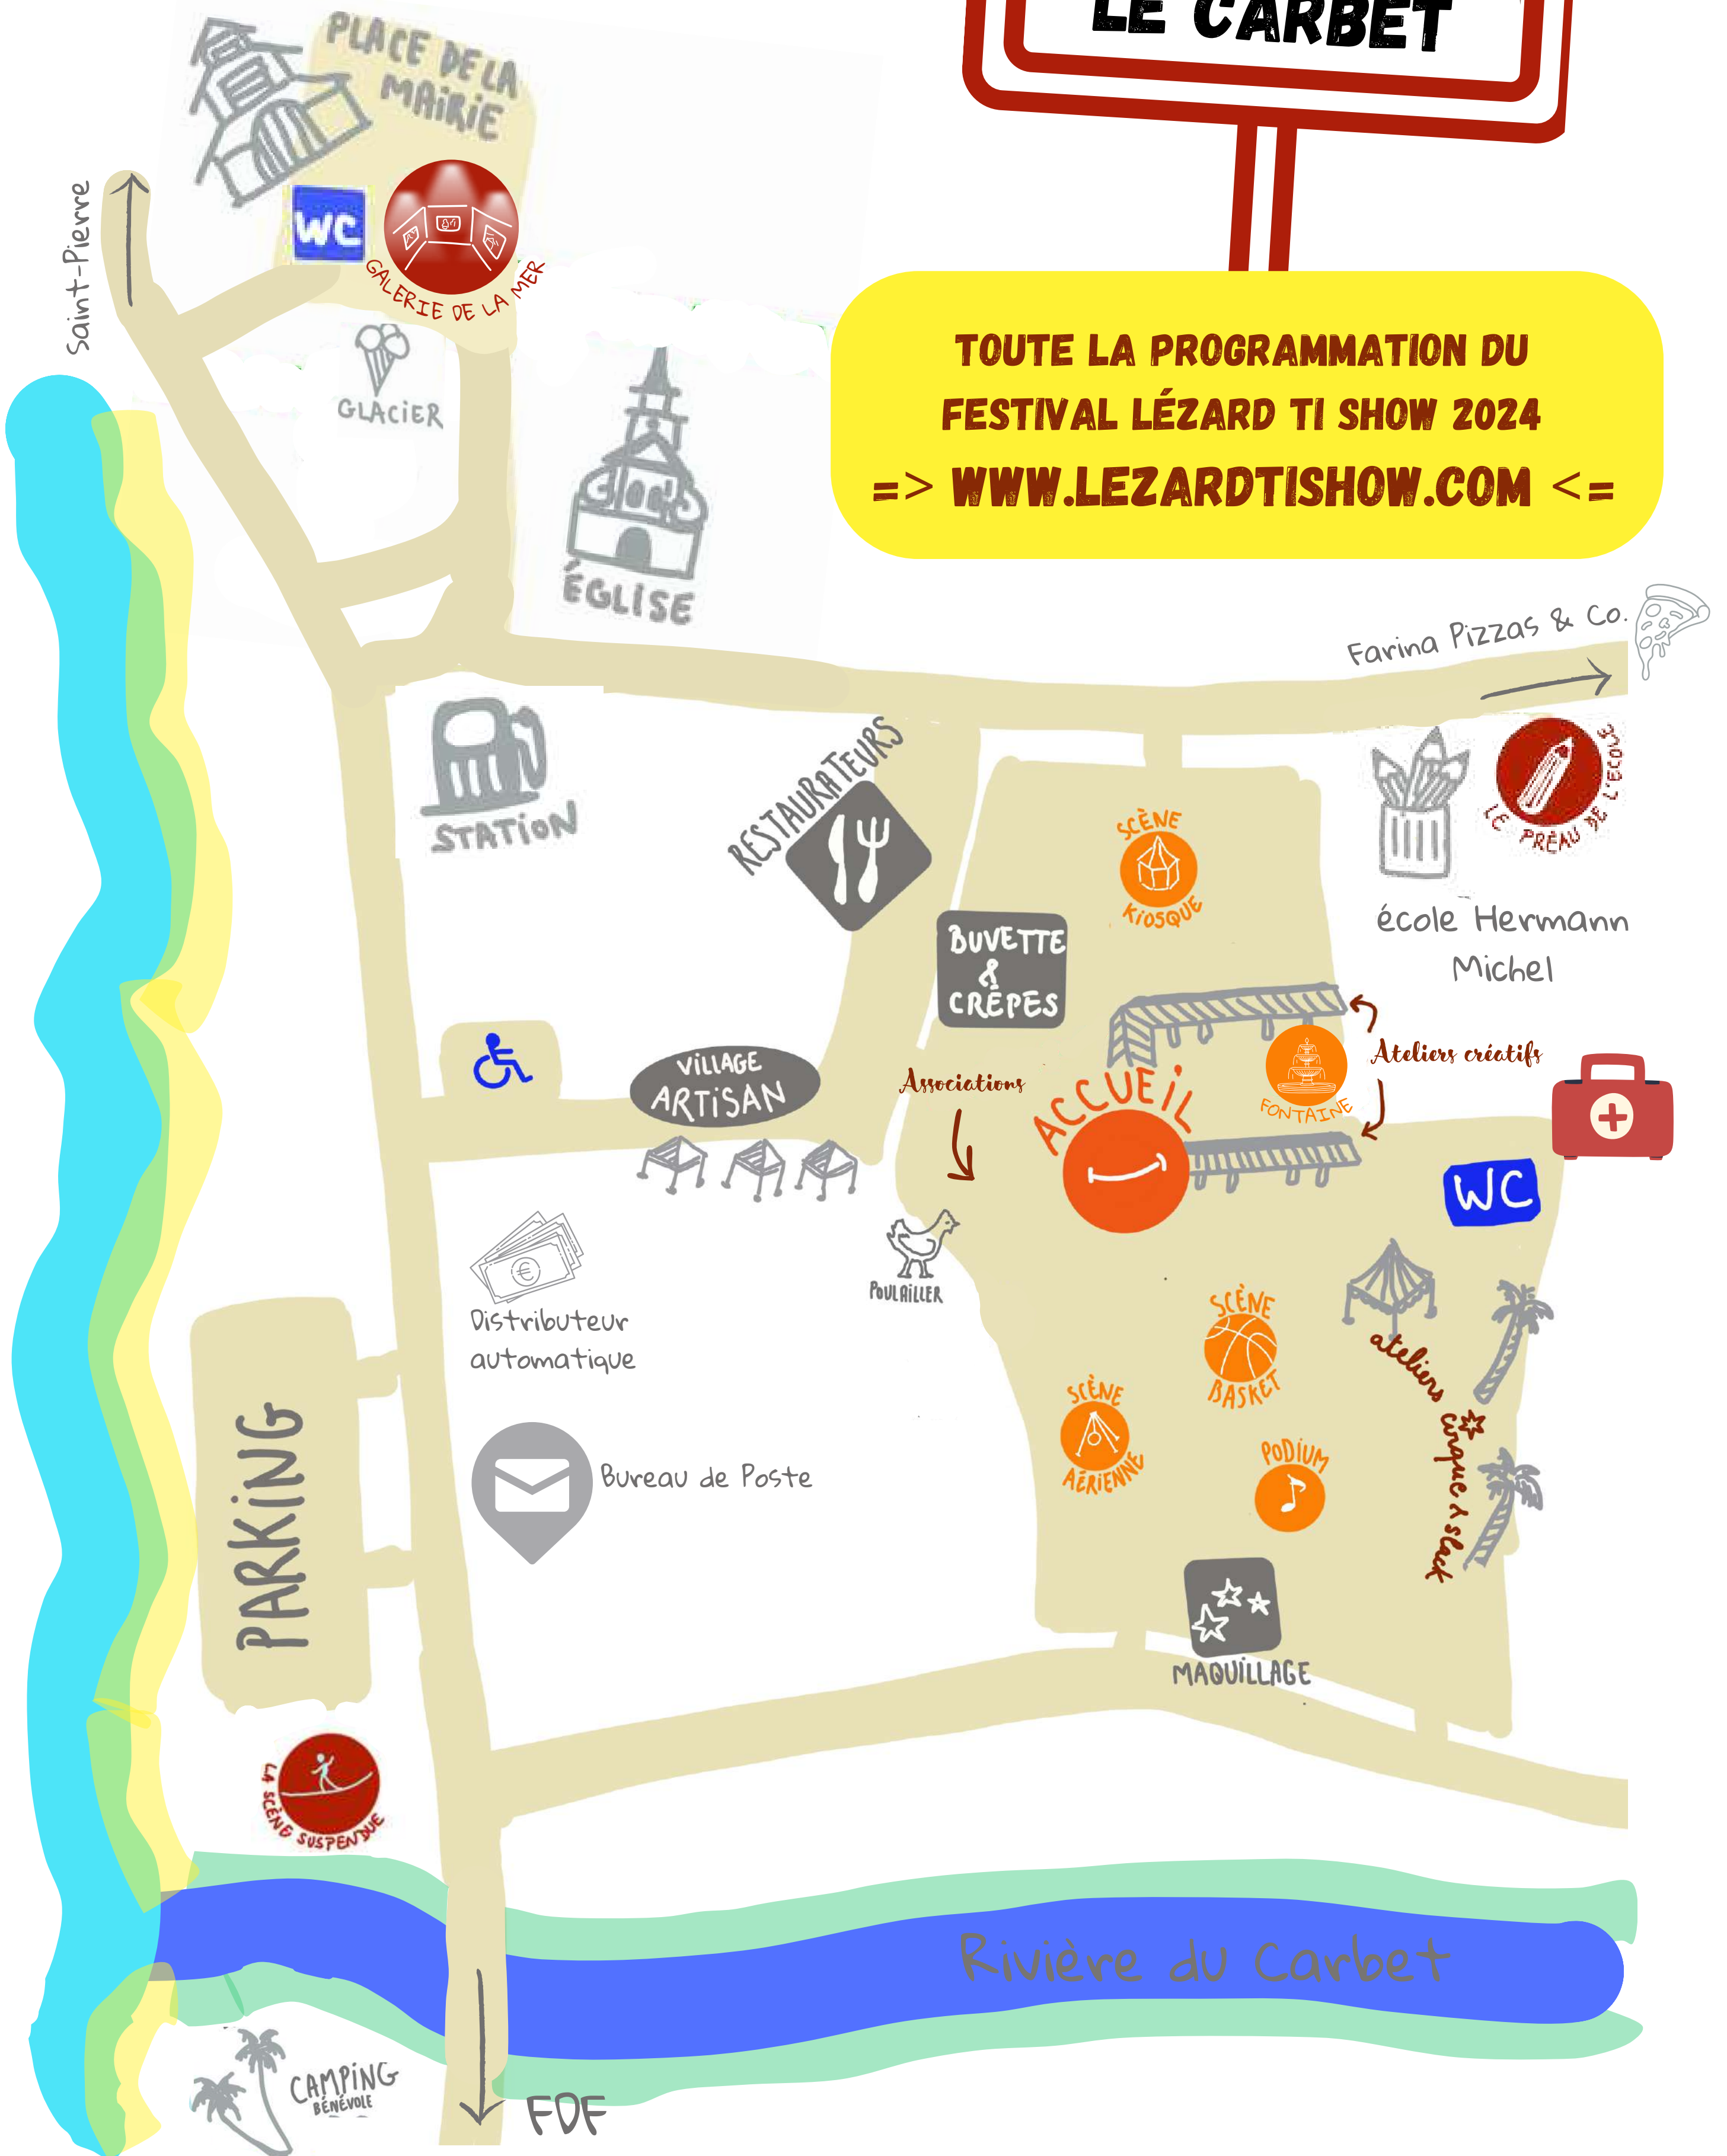 LE CARBET
PLACE DE LA
MAIRIE
WC
GALERIE DE LA MER
Saint-Pierre
GLACIER
ÉGLISE
TOUTE LA PROGRAMMATION DU
FESTIVAL LÉZARD TI SHOW 2024
=> WWW.LEZARDTISHOW.COM <=
Farina Pizzas & Co.
STATION
RESTAURATEURS
SCÈNE
KIOSQUE
LE PRÉAU DE L'ECOLE
école Hermann
Michel
BUVETTE
&
CRÊPES
VILLAGE
ARTISAN
Associations
ACCUEIL
FONTAINE
Ateliers créatifs
WC
POULAILLER
Distributeur
automatique
SCÈNE
BASKET
ateliers cirque & slack
SCÈNE
AÉRIENNE
PODIUM
PARKING
Bureau de Poste
MAQUILLAGE
LA SCÈNE SUSPENDUE
Rivière du Carbet
CAMPING
BÉNÉVOLE
FDF